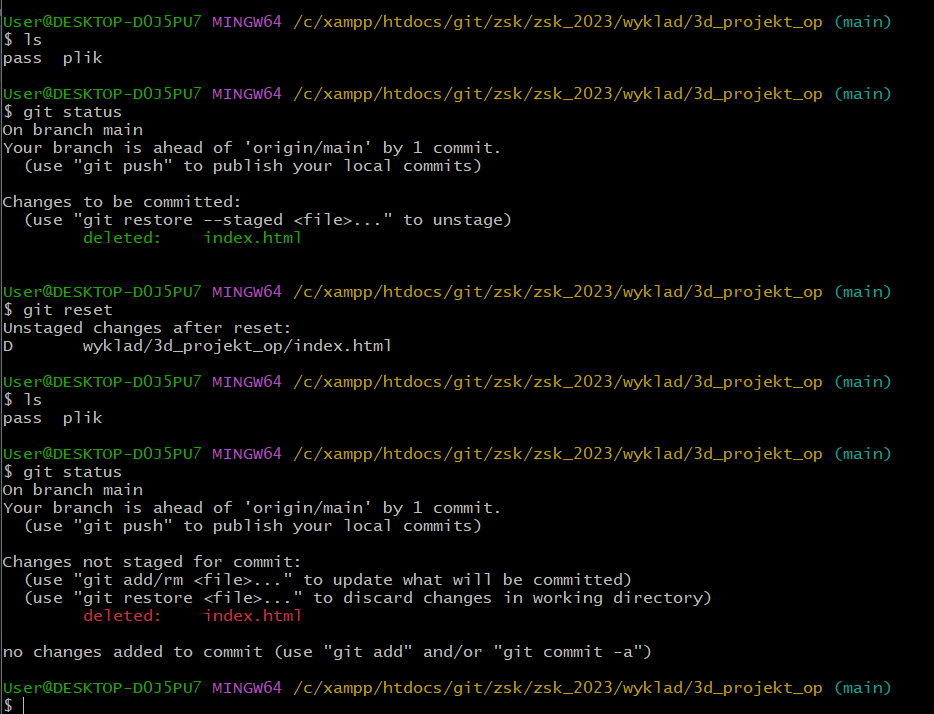 User@DESKTOP-D0J5PU7 MINGW64 /c/xampp/htdocs/git/zsk/zsk_2023/wyklad/3d_projekt_op (main)
$ ls
pass  plik

User@DESKTOP-D0J5PU7 MINGW64 /c/xampp/htdocs/git/zsk/zsk_2023/wyklad/3d_projekt_op (main)
$ git status
On branch main
Your branch is ahead of 'origin/main' by 1 commit.
  (use "git push" to publish your local commits)

Changes to be committed:
  (use "git restore --staged <file>..." to unstage)
        deleted:    index.html


User@DESKTOP-D0J5PU7 MINGW64 /c/xampp/htdocs/git/zsk/zsk_2023/wyklad/3d_projekt_op (main)
$ git reset
Unstaged changes after reset:
D       wyklad/3d_projekt_op/index.html

User@DESKTOP-D0J5PU7 MINGW64 /c/xampp/htdocs/git/zsk/zsk_2023/wyklad/3d_projekt_op (main)
$ ls
pass  plik

User@DESKTOP-D0J5PU7 MINGW64 /c/xampp/htdocs/git/zsk/zsk_2023/wyklad/3d_projekt_op (main)
$ git status
On branch main
Your branch is ahead of 'origin/main' by 1 commit.
  (use "git push" to publish your local commits)

Changes not staged for commit:
  (use "git add/rm <file>..." to update what will be committed)
  (use "git restore <file>..." to discard changes in working directory)
        deleted:    index.html

no changes added to commit (use "git add" and/or "git commit -a")

User@DESKTOP-D0J5PU7 MINGW64 /c/xampp/htdocs/git/zsk/zsk_2023/wyklad/3d_projekt_op (main)
$